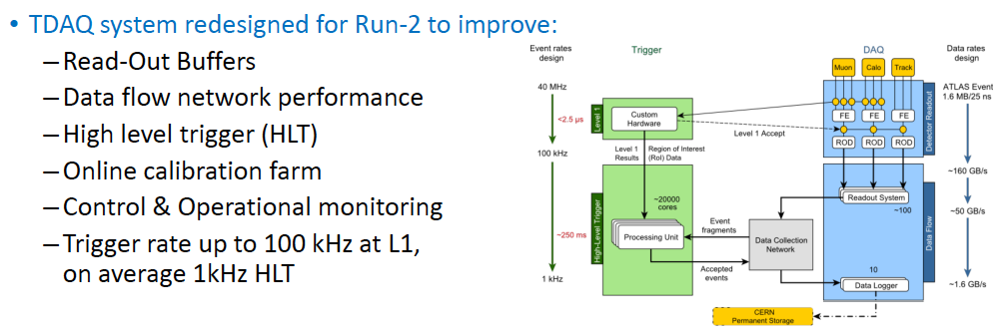 • TDAQ system redesigned for Run-2 to improve:
–Read-Out Buffers
–Data flow network performance
–High level trigger (HLT)
–Online calibration farm
–Control & Operational monitoring
–Trigger rate up to 100 kHz at L1,
on average 1kHz HLT
Event rates
design
Trigger
DAQ
Data rates
design
40 MHz
<2.5 µs
100 kHz
~250 ms
1 kHz
Level 1
Custom
Hardware
Level 1 Accept
Level 1
Results
Region of Interest
(RoI) Data
High-Level Trigger
~20000
cores
Processing Unit
Event
fragments
Accepted
events
Data Collection
Network
Muon
Calo
Track
FE
FE
FE
ROD
ROD
ROD
Detector Readout
Readout System
~100
Data Flow
10
Data Logger
CERN
Permanent Storage
ATLAS Event
1.6 MB/25 ns
~160 GB/s
~50 GB/s
~1.6 GB/s